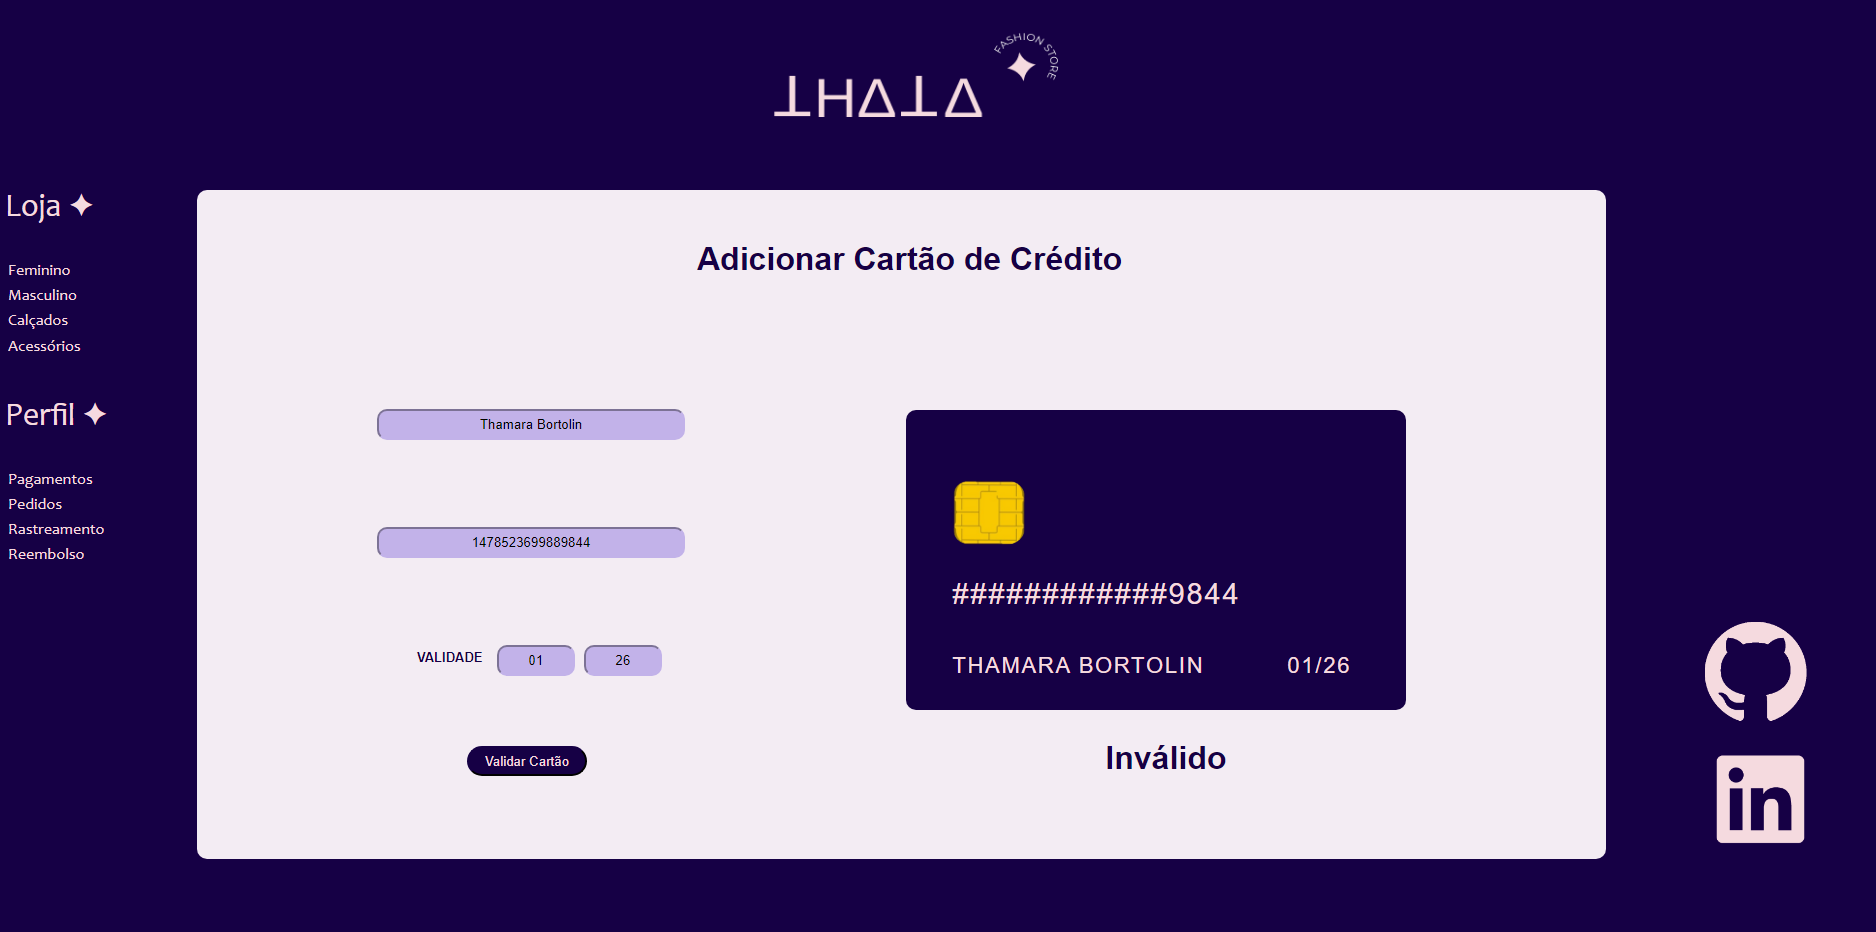 THATA
FASHION STORE
Loja
Feminino
Masculino
Calçados
Acessórios
Perfil
Pagamentos
Pedidos
Rastreamento
Reembolso
Adicionar Cartão de Crédito
Thamara Bortolin
1478523699889844
VALIDADE 01 26
Validar Cartão
############9844
THAMARA BORTOLIN 01/26
Inválido
in